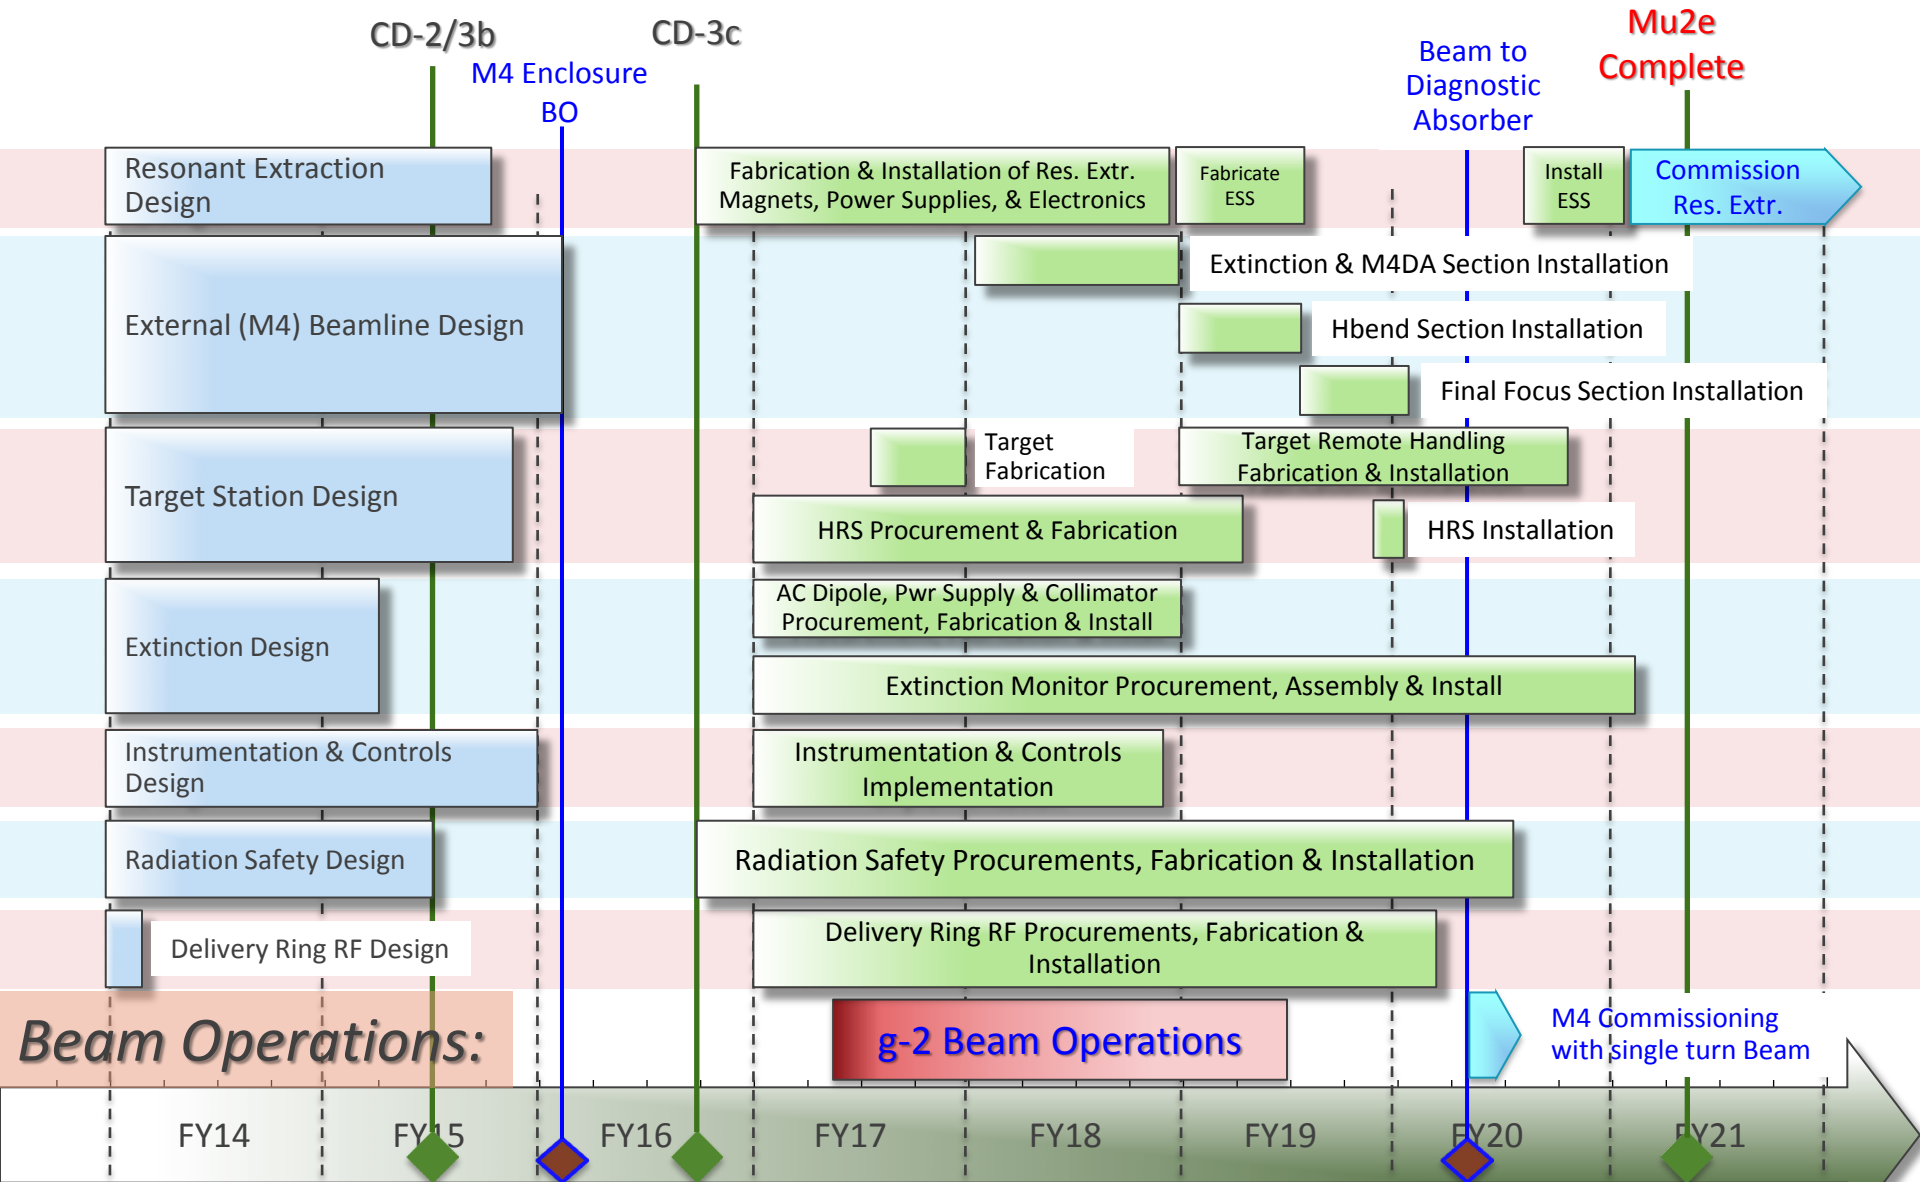 CD-2/3b
CD-3c
Mu2e
Complete
M4 Enclosure
BO
Beam to
Diagnostic
Absorber
Resonant Extraction
Design
Fabrication & Installation of Res. Extr.
Magnets, Power Supplies, & Electronics
Fabricate
ESS
Install
ESS
Commission
Res. Extr.
External (M4) Beamline Design
Extinction & M4DA Section Installation
Hbend Section Installation
Final Focus Section Installation
Target Station Design
Target
Fabrication
Target Remote Handling
Fabrication & Installation
HRS Procurement & Fabrication
HRS Installation
Extinction Design
AC Dipole, Pwr Supply & Collimator
Procurement, Fabrication & Install
Extinction Monitor Procurement, Assembly & Install
Instrumentation & Controls
Design
Instrumentation & Controls
Implementation
Radiation Safety Design
Radiation Safety Procurements, Fabrication & Installation
Delivery Ring RF Design
Delivery Ring RF Procurements, Fabrication &
Installation
Beam Operations:
g-2 Beam Operations
M4 Commissioning
with single turn Beam
FY14
FY15
FY16
FY17
FY18
FY19
FY20
FY21